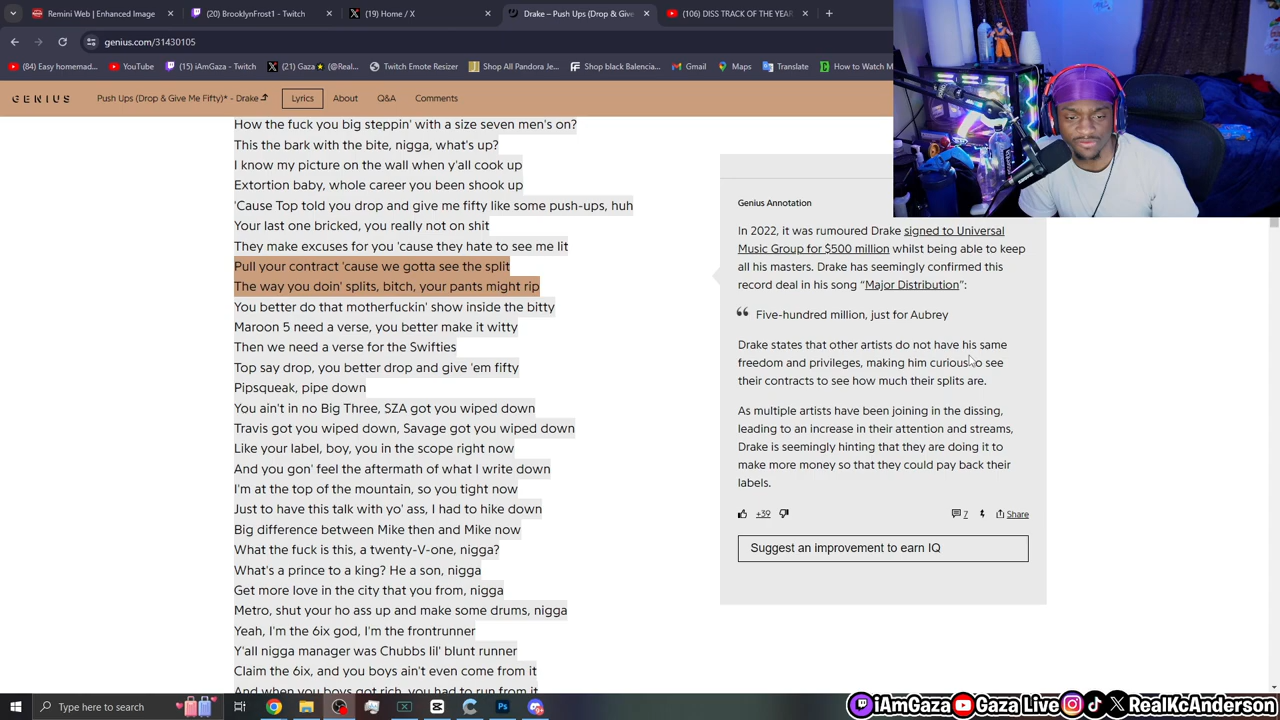 Remini Web | Enhanced Image
(20) BrooklynFrost1 - Twitch
(19) Home / X
Drake – Push Ups (Drop & Give
(106) DISS TRACK OF THE YEAR
genius.com/31430105
(84) Easy homemad...
YouTube
(15) iAmGaza - Twitch
(21) Gaza ★ (@Real...
Twitch Emote Resizer
Shop All Pandora Je...
Shop black Balencia...
Gmail
Maps
Translate
How to Watch M
GENIUS
Push Ups (Drop & Give Me Fifty)* - Drake
Lyrics
About
Q&A
Comments
How the fuck you big steppin' with a size seven men's on?
This the bark with the bite, nigga, what's up?
I know my picture on the wall when y'all cook up
Extortion baby, whole career you been shook up
'Cause Top told you drop and give me fifty like some push-ups, huh
Your last one bricked, you really not on shit
They make excuses for you 'cause they hate to see me lit
Pull your contract 'cause we gotta see the split
The way you doin' splits, bitch, your pants might rip
You better do that motherfuckin' show inside the bitty
Maroon 5 need a verse, you better make it witty
Then we need a verse for the Swifties
Top say drop, you better drop and give 'em fifty
Pipsqueak, pipe down
You ain't in no Big Three, SZA got you wiped down
Travis got you wiped down, Savage got you wiped down
Like your label, boy, you in the scope right now
And you gon' feel the aftermath of what I write down
I'm at the top of the mountain, so you tight now
Just to have this talk with yo' ass, I had to hike down
Big difference between Mike then and Mike now
What the fuck is this, a twenty-V-one, nigga?
What's a prince to a king? He a son, nigga
Get more love in the city that you from, nigga
Metro, shut your ho ass up and make some drums, nigga
Yeah, I'm the 6ix god, I'm the frontrunner
Y'all nigga manager was Chubbs lil' blunt runner
Claim the 6ix, and you boys ain't even come from it
And when you boys got rich, you had to run from it
Genius Annotation
In 2022, it was rumoured Drake signed to Universal
Music Group for $500 million whilst being able to keep
all his masters. Drake has seemingly confirmed this
record deal in his song “Major Distribution”:
Five-hundred million, just for Aubrey
Drake states that other artists do not have his same
freedom and privileges, making him curious to see
their contracts to see how much their splits are.
As multiple artists have been joining in the dissing,
leading to an increase in their attention and streams,
Drake is seemingly hinting that they are doing it to
make more money so that they could pay back their
labels.
+39
7
Share
Suggest an improvement to earn IQ
Type here to search
iAmGaza Gaza Live RealKcAnderson